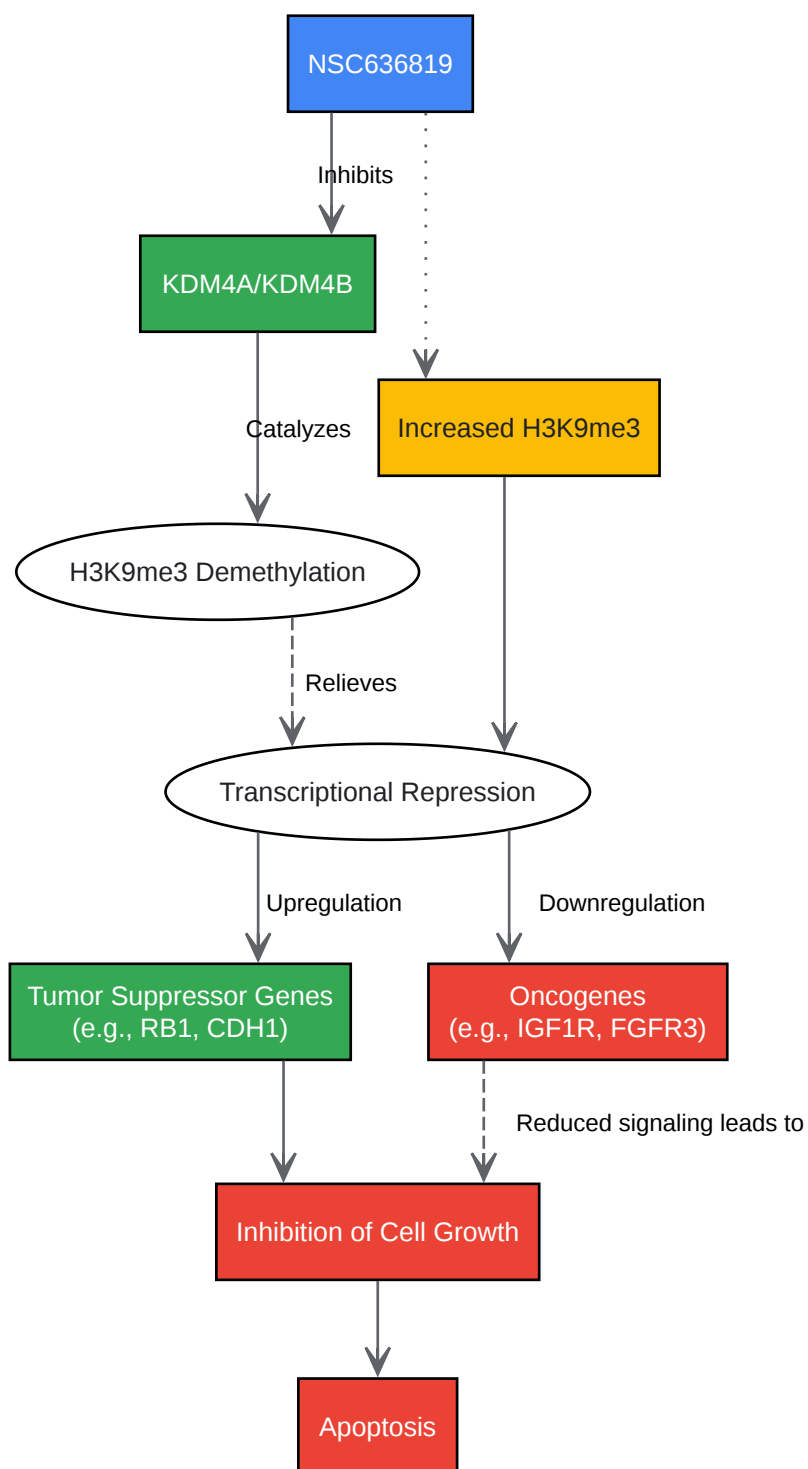 NSC636819
Inhibits
KDM4A/KDM4B
Increased H3K9me3
Catalyzes
H3K9me3 Demethylation
Relieves
Transcriptional Repression
Upregulation
Downregulation
Tumor Suppressor Genes
(e.g., RB1, CDH1)
Oncogenes
(e.g., IGF1R, FGFR3)
Reduced signaling leads to
Inhibition of Cell Growth
Apoptosis